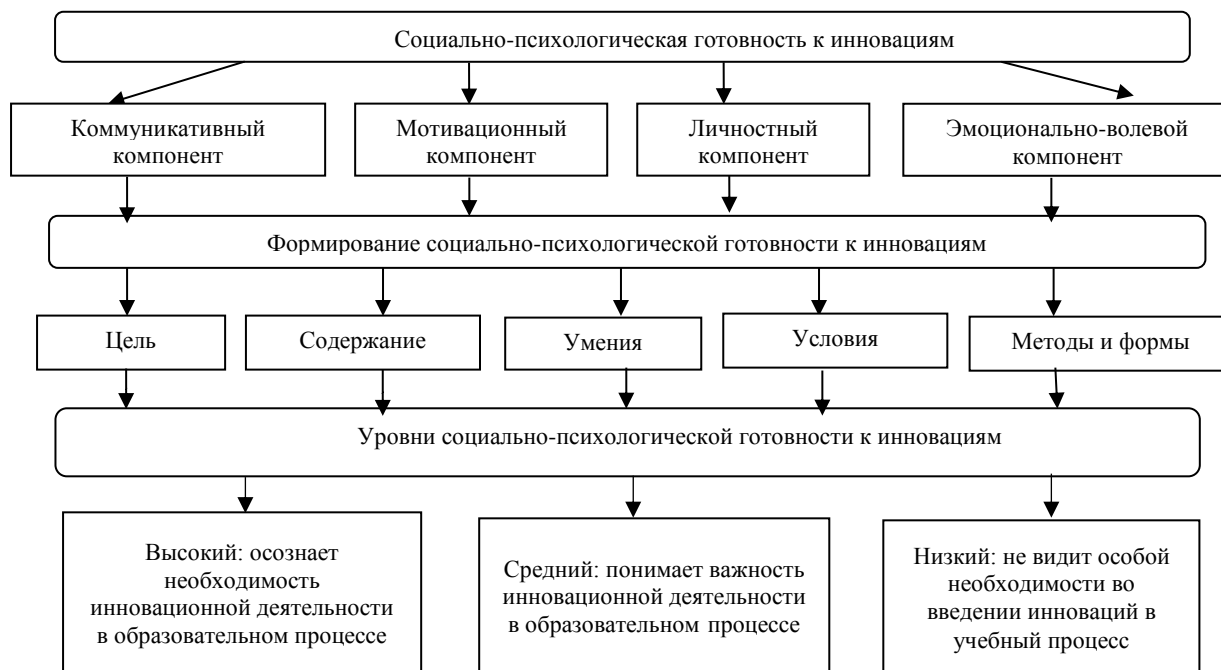 Социально-психологическая готовность к инновациям
Коммуникативный
компонент
Мотивационный
компонент
Личностный
компонент
Эмоционально-волевой
компонент
Формирование социально-психологической готовности к инновациям
Цель
Содержание
Умения
Условия
Методы и формы
Уровни социально-психологической готовности к инновациям
Высокий: осознает
необходимость
инновационной деятельности
в образовательном процессе
Средний: понимает важность
инновационной деятельности
в образовательном процессе
Низкий: не видит особой
необходимости во
введении инноваций в
учебный процесс